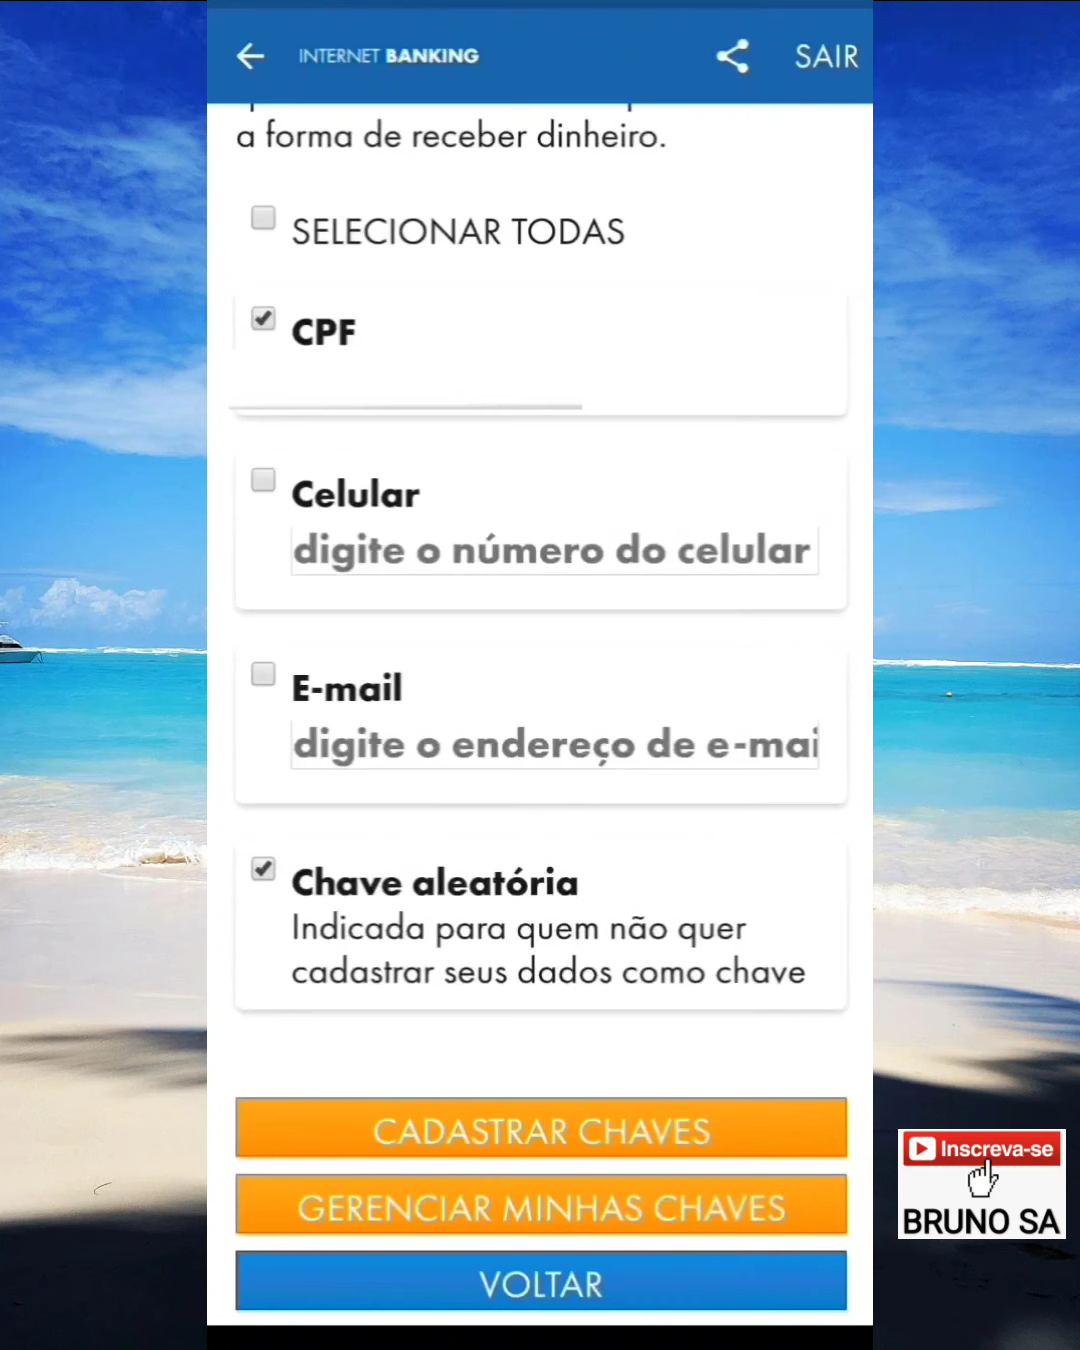 INTERNET BANKING
SAIR
a forma de receber dinheiro.
SELECIONAR TODAS
CPF
Celular
digite o número do celular
E-mail
digite o endereço de e-mai
Chave aleatória
Indicada para quem não quer
cadastrar seus dados como chave
CADASTRAR CHAVES
GERENCIAR MINHAS CHAVES
VOLTAR
Inscreva-se
BRUNO SA